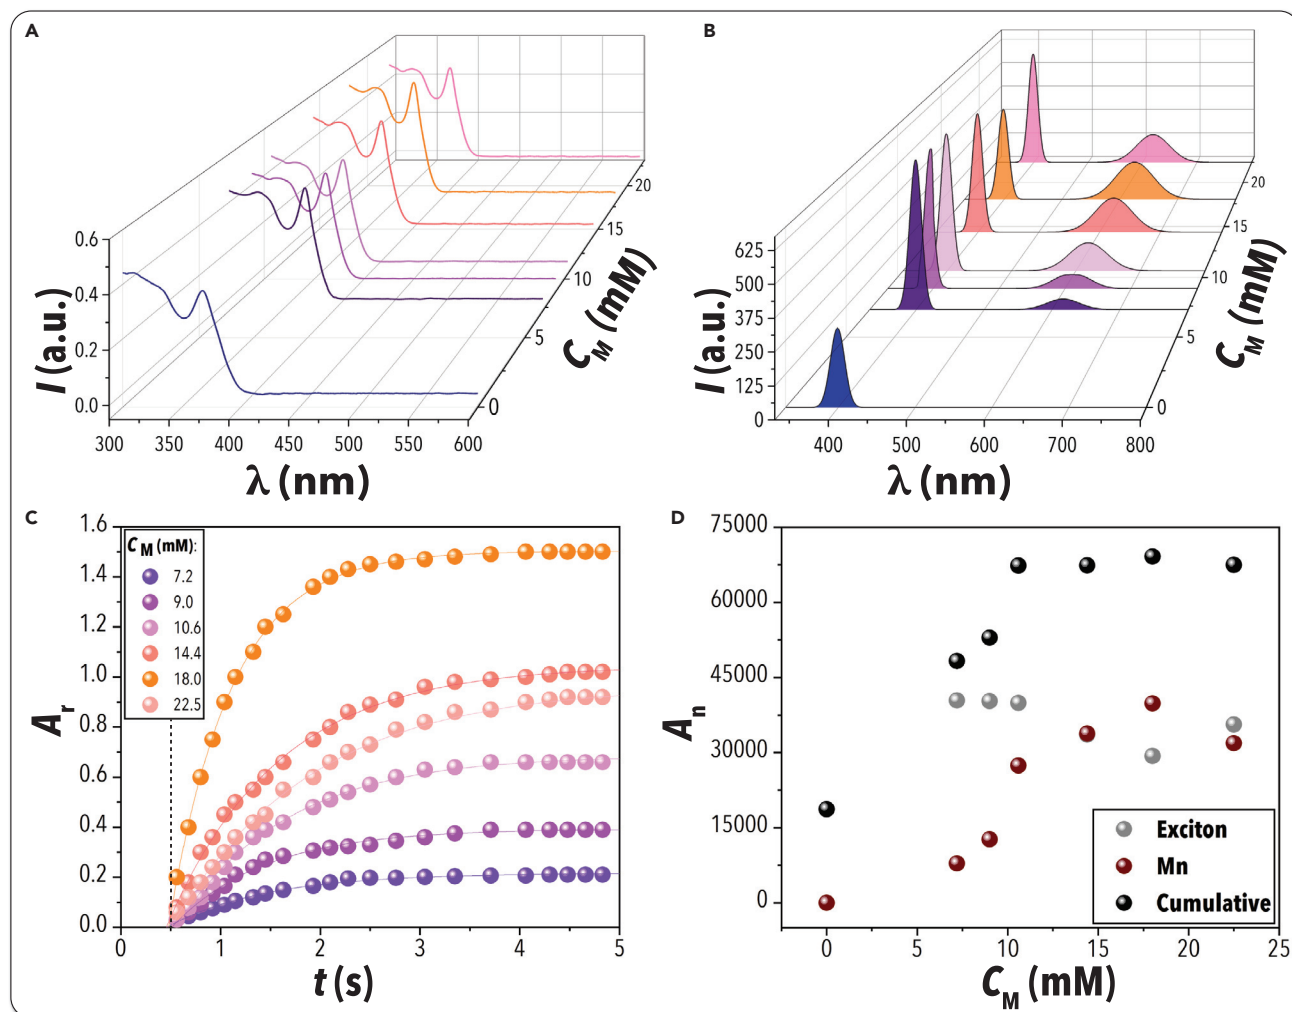 A
0.6
0.4
0.2
0.0
I (a.u.)
300 350 400 450 500 550 600
λ (nm)
0
5
10
15
20
C_M (mM)
B
625
500
375
250
125
0
I (a.u.)
400 500 600 700 800
λ (nm)
0
5
10
15
20
C_M (mM)
C
1.6
1.4
1.2
1.0
0.8
0.6
0.4
0.2
0.0
A_r
C_M (mM):
7.2
9.0
10.6
14.4
18.0
22.5
0 1 2 3 4 5
t (s)
D
75000
60000
45000
30000
15000
0
A_n
Exciton
Mn
Cumulative
0 5 10 15 20 25
C_M (mM)